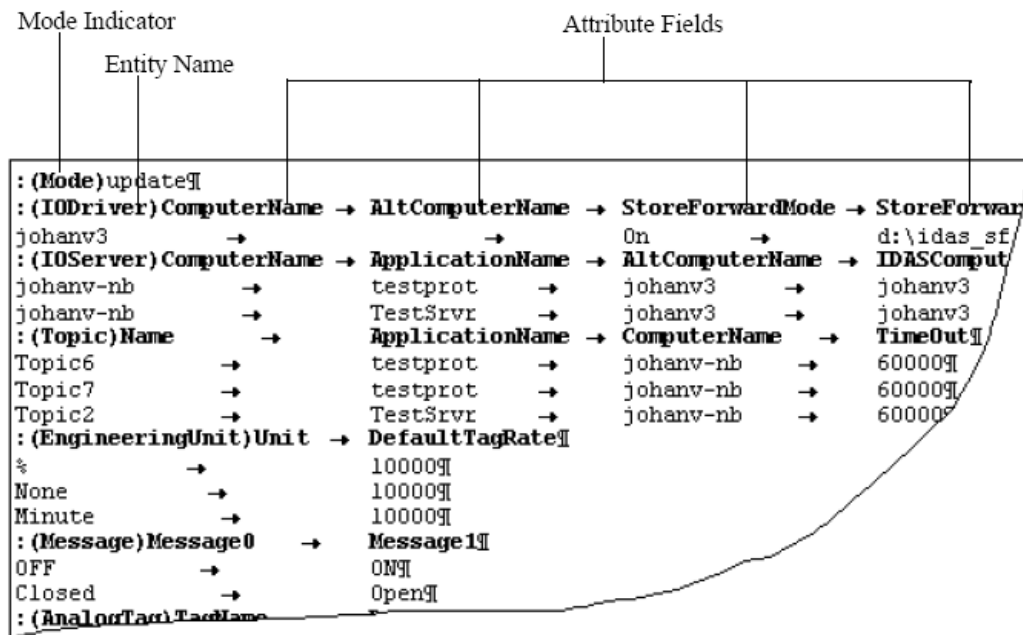 Mode Indicator
Attribute Fields
Entity Name
:(Mode)update¶
:(IODriver)ComputerName → AltComputerName → StoreForwardMode → StoreForwar
johanv3 → → On → d:\idas_sf
:(IOServer)ComputerName → ApplicationName → AltComputerName → IDASComput
johanv-nb → testprot → johanv3 → johanv3
johanv-nb → TestSrvr → johanv3 → johanv3
:(Topic)Name → ApplicationName → ComputerName → TimeOut¶
Topic6 → testprot → johanv-nb → 60000¶
Topic7 → testprot → johanv-nb → 60000¶
Topic2 → TestSrvr → johanv-nb → 60000¶
:(EngineeringUnit)Unit → DefaultTagRate¶
% → 10000¶
None → 10000¶
Minute → 10000¶
:(Message)Message0 → Message1¶
OFF → ON¶
Closed → Open¶
:(AnalogTag)TagName